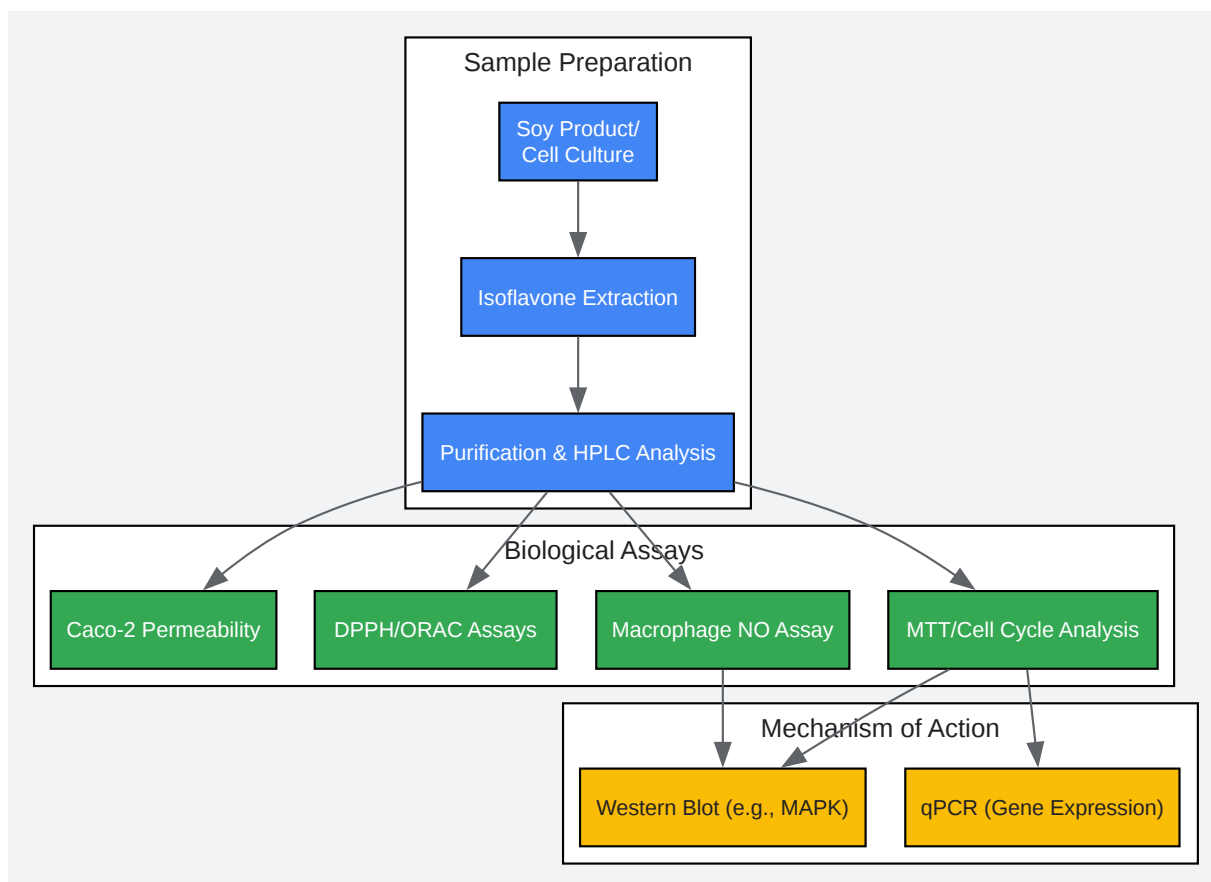 Sample Preparation
Soy Product/
Cell Culture
Isoflavone Extraction
Purification & HPLC Analysis
Biological Assays
Caco-2 Permeability
DPPH/ORAC Assays
Macrophage NO Assay
MTT/Cell Cycle Analysis
Mechanism of Action
Western Blot (e.g., MAPK)
qPCR (Gene Expression)